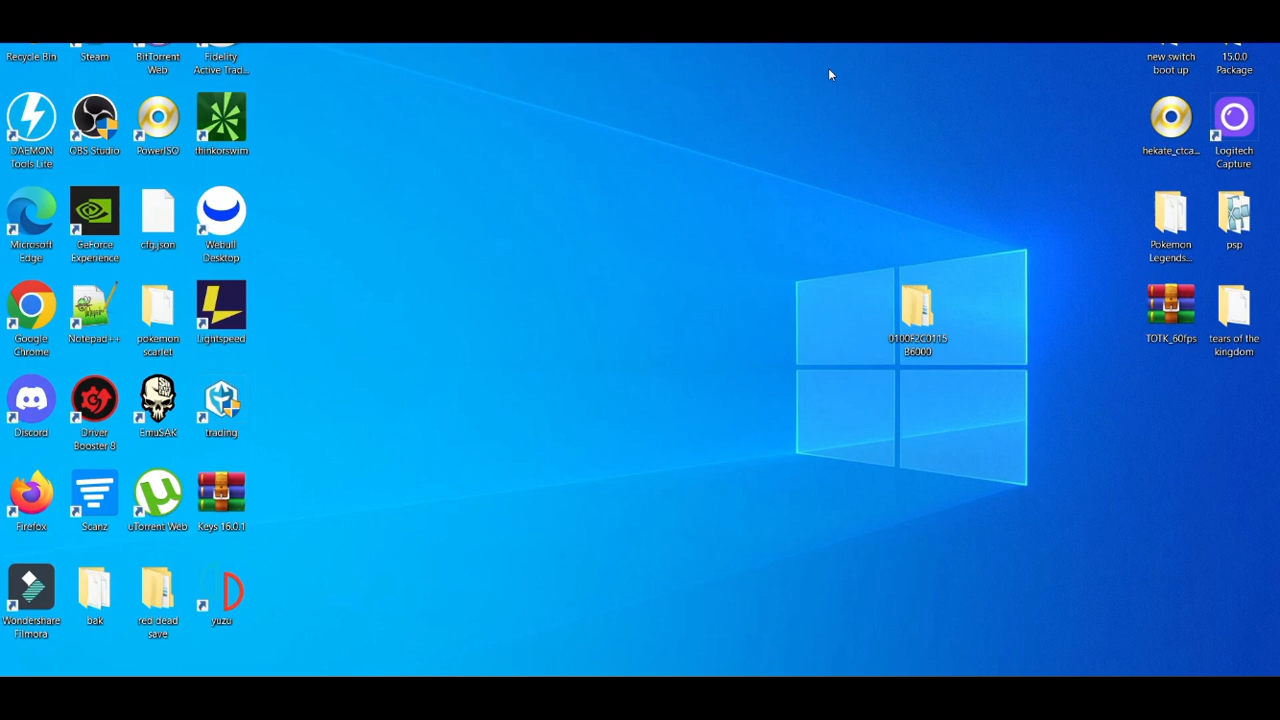 Recycle Bin
Steam
BitTorrent
Web
Fidelity
Active Trad...
new switch
boot up
15.0.0
Package
DAEMON
Tools Lite
OBS Studio
PowerISO
thinkorswim
hekate_ctca...
Logitech
Capture
Microsoft
Edge
GeForce
Experience
cfg.json
Webull
Desktop
Pokemon
Legends...
psp
Google
Chrome
Notepad++
pokemon
scarlet
Lightspeed
0100F2C0115
B6000
TOTK_60fps
tears of the
kingdom
Discord
Driver
Booster 8
EmuSAK
trading
Firefox
Scanz
uTorrent Web
Keys 16.0.1
Wondershare
Filmora
bak
red dead
save
yuzu